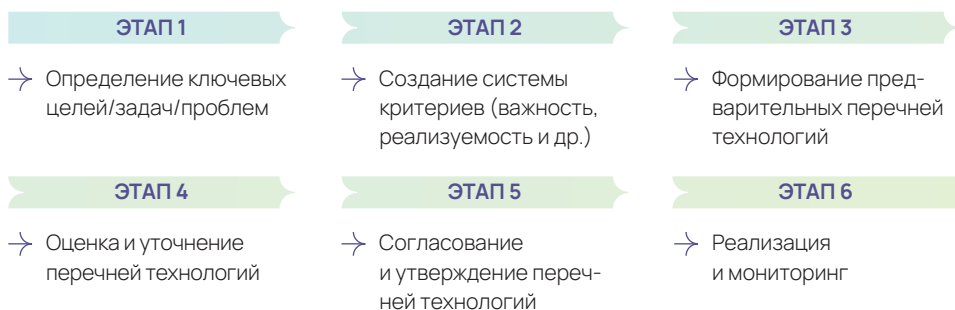 ЭТАП 1
Определение ключевых
целей/задач/проблем
ЭТАП 2
Создание системы
критериев (важность,
реализуемость и др.)
ЭТАП 3
Формирование пред-
варительных перечней
технологий
ЭТАП 4
Оценка и уточнение
перечней технологий
ЭТАП 5
Согласование
и утверждение переч-
ней технологий
ЭТАП 6
Реализация
и мониторинг